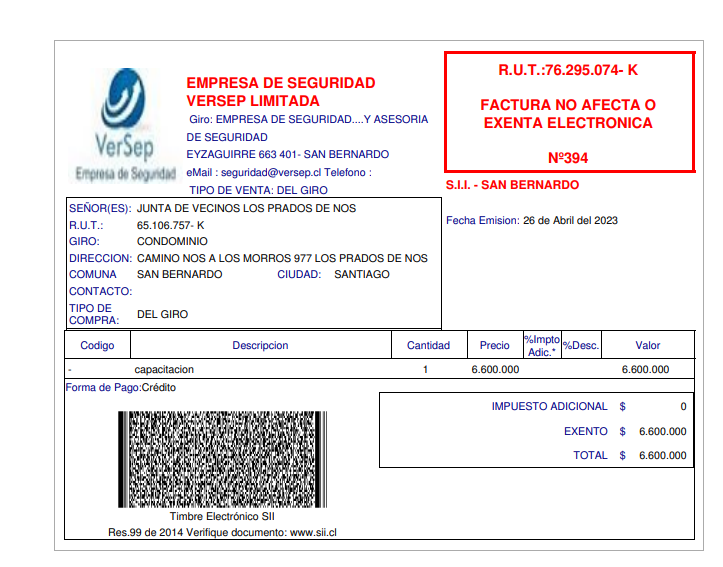 VerSep
Empresa de Seguridad
EMPRESA DE SEGURIDAD
VERSEP LIMITADA
Giro: EMPRESA DE SEGURIDAD....Y ASESORIA
DE SEGURIDAD
EYZAGUIRRE 663 401- SAN BERNARDO
eMail : seguridad@versep.cl Telefono :
TIPO DE VENTA: DEL GIRO
R.U.T.:76.295.074- K
FACTURA NO AFECTA O
EXENTA ELECTRONICA
Nº394
S.I.I. - SAN BERNARDO
Fecha Emision: 26 de Abril del 2023
SEÑOR(ES): JUNTA DE VECINOS LOS PRADOS DE NOS
R.U.T.: 65.106.757- K
GIRO: CONDOMINIO
DIRECCION: CAMINO NOS A LOS MORROS 977 LOS PRADOS DE NOS
COMUNA SAN BERNARDO CIUDAD: SANTIAGO
CONTACTO:
TIPO DE COMPRA: DEL GIRO
Codigo Descripcion Cantidad Precio %Impto Adic.* %Desc. Valor
- capacitacion 1 6.600.000 6.600.000
Forma de Pago:Crédito
IMPUESTO ADICIONAL $ 0
EXENTO $ 6.600.000
TOTAL $ 6.600.000
Timbre Electrónico SII
Res.99 de 2014 Verifique documento: www.sii.cl